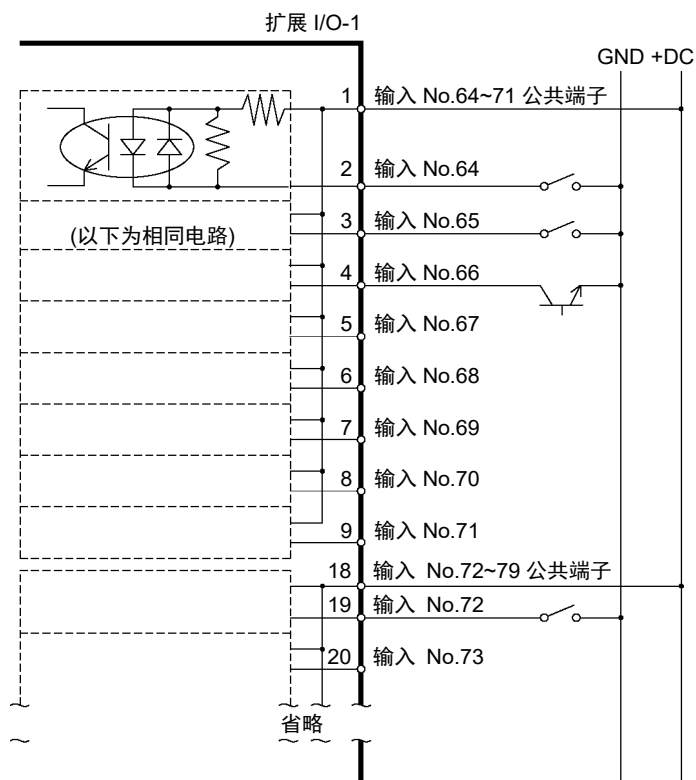 扩展 I/O-1
GND +DC
1 输入 No.64~71 公共端子
2 输入 No.64
3 输入 No.65
(以下为相同电路)
4 输入 No.66
5 输入 No.67
6 输入 No.68
7 输入 No.69
8 输入 No.70
9 输入 No.71
18 输入 No.72~79 公共端子
19 输入 No.72
20 输入 No.73
省略